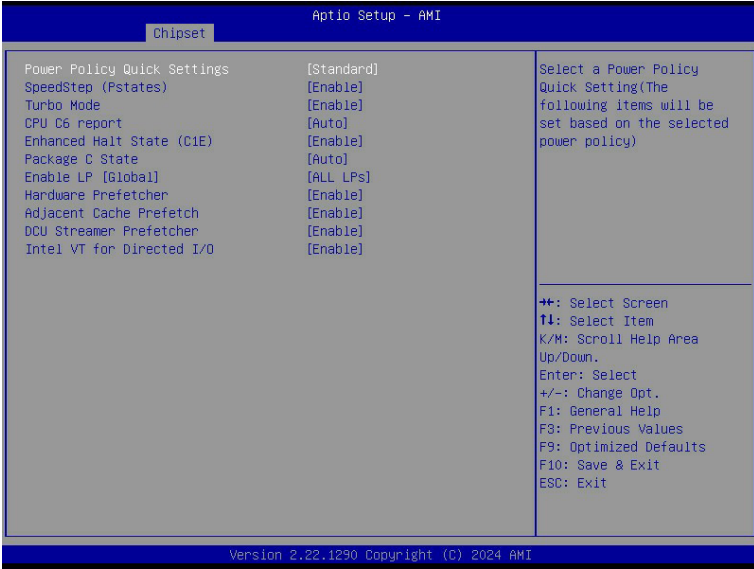 Aptio Setup - AMI
Chipset
Power Policy Quick Settings [Standard]
SpeedStep (Pstates) [Enable]
Turbo Mode [Enable]
CPU C6 report [Auto]
Enhanced Halt State (C1E) [Enable]
Package C State [Auto]
Enable LP [Global] [ALL LPs]
Hardware Prefetcher [Enable]
Adjacent Cache Prefetch [Enable]
DCU Streamer Prefetcher [Enable]
Intel VT for Directed I/O [Enable]
Select a Power Policy
Quick Setting(The
following items will be
set based on the selected
power policy)
→←: Select Screen
↑↓: Select Item
K/M: Scroll Help Area
Up/Down.
Enter: Select
+/-: Change Opt.
F1: General Help
F3: Previous Values
F9: Optimized Defaults
F10: Save & Exit
ESC: Exit
Version 2.22.1290 Copyright (C) 2024 AMI